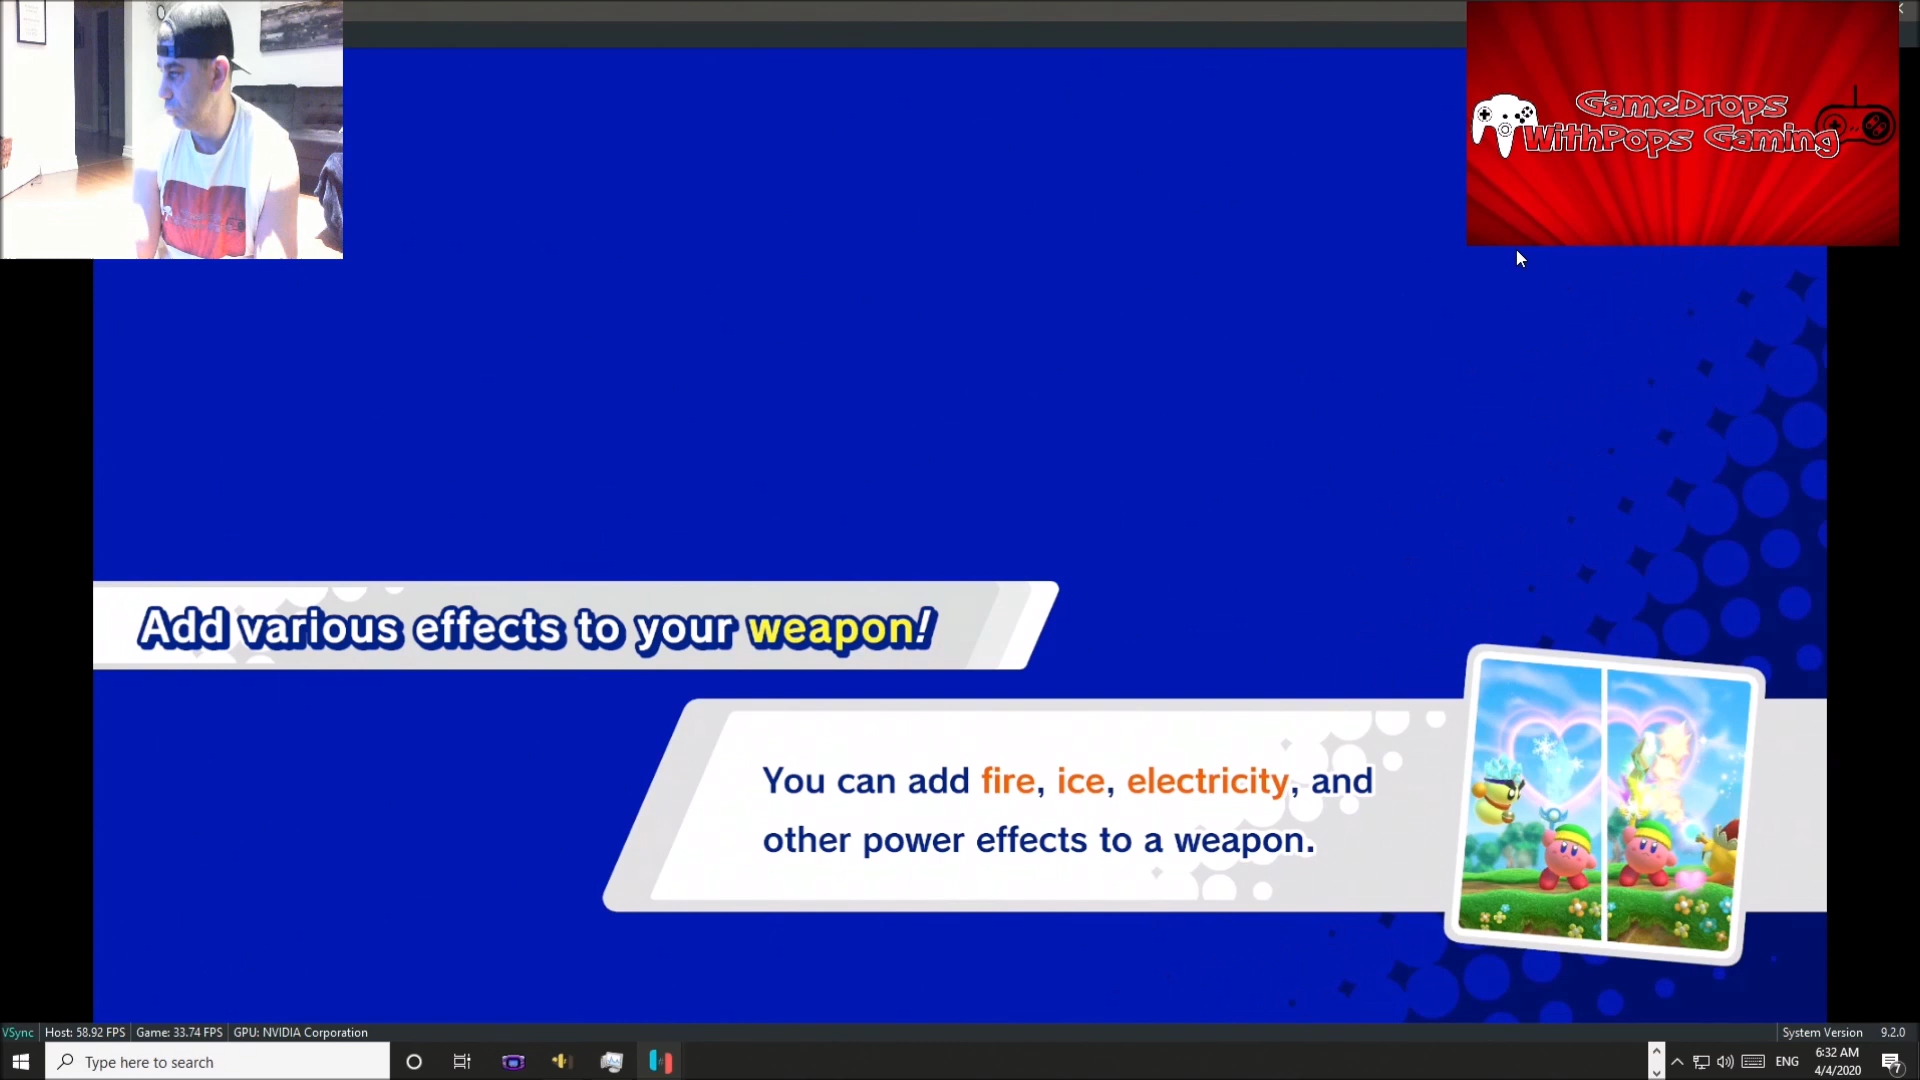 GameDrops
WithPops Gaming
Add various effects to your weapon!
You can add fire, ice, electricity, and
other power effects to a weapon.
VSync Host: 58.92 FPS Game: 33.74 FPS GPU: NVIDIA Corporation System Version 9.2.0
Type here to search
ENG
6:32 AM
4/4/2020
7